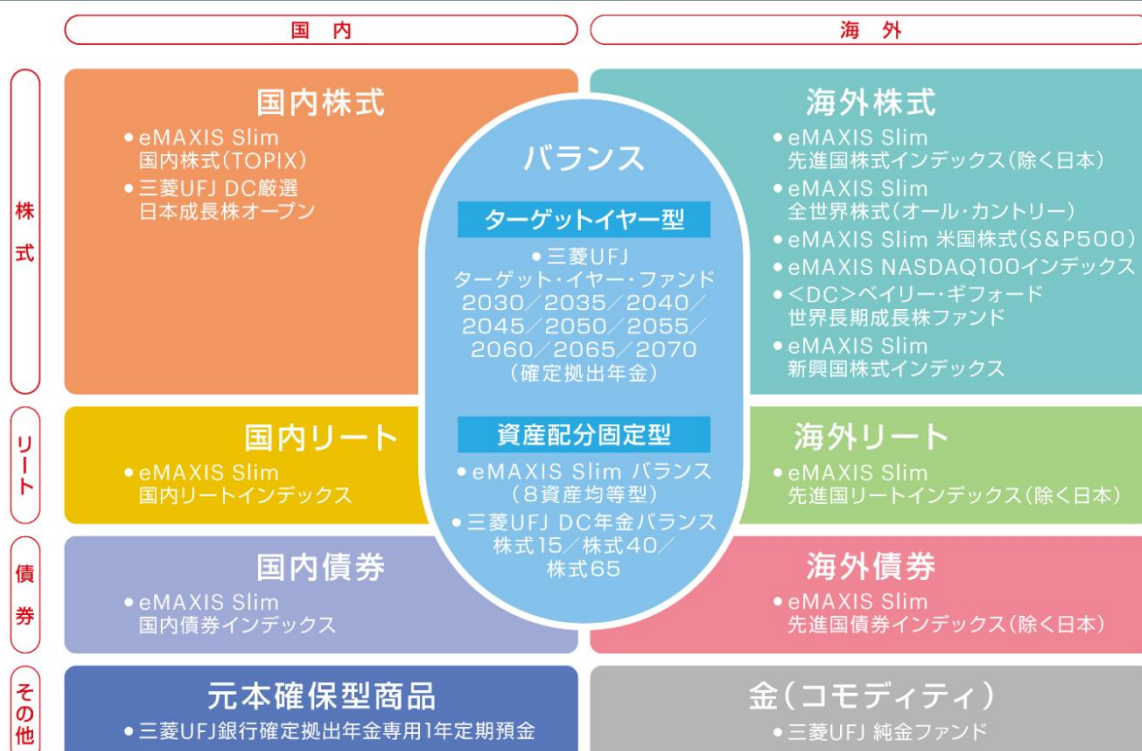 国内
海外
株式
国内株式
• eMAXIS Slim
国内株式(TOPIX)
• 三菱UFJ DC厳選
日本成長株オープン
バランス
ターゲットイヤー型
• 三菱UFJ
ターゲット・イヤー・ファンド
2030／2035／2040／
2045／2050／2055／
2060／2065／2070
(確定拠出年金)
資産配分固定型
• eMAXIS Slim バランス
(8資産均等型)
• 三菱UFJ DC年金バランス
株式15／株式40／
株式65
海外株式
• eMAXIS Slim
先進国株式インデックス(除く日本)
• eMAXIS Slim
全世界株式(オール・カントリー)
• eMAXIS Slim 米国株式(S&P500)
• eMAXIS NASDAQ100インデックス
• <DC>ベイリー・ギフォード
世界長期成長株ファンド
• eMAXIS Slim
新興国株式インデックス
リート
国内リート
• eMAXIS Slim
国内リートインデックス
海外リート
• eMAXIS Slim
先進国リートインデックス(除く日本)
債券
国内債券
• eMAXIS Slim
国内債券インデックス
海外債券
• eMAXIS Slim
先進国債券インデックス(除く日本)
その他
元本確保型商品
• 三菱UFJ銀行確定拠出年金専用1年定期預金
金(コモディティ)
• 三菱UFJ 純金ファンド